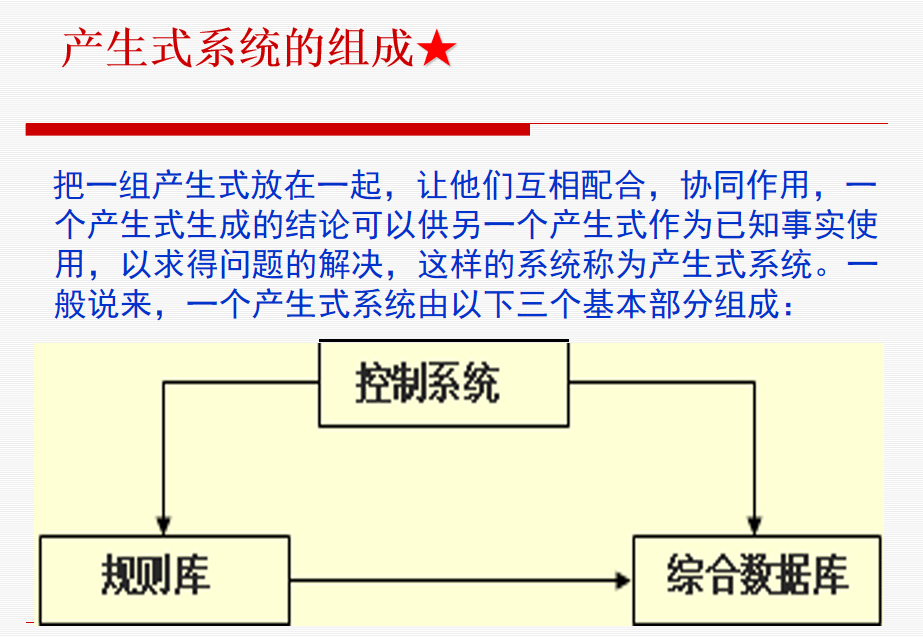 产生式系统的组成★
把一组产生式放在一起，让他们互相配合，协同作用，一
个产生式生成的结论可以供另一个产生式作为已知事实使
用，以求得问题的解决，这样的系统称为产生式系统。一
般说来，一个产生式系统由以下三个基本部分组成：
控制系统
规则库
综合数据库